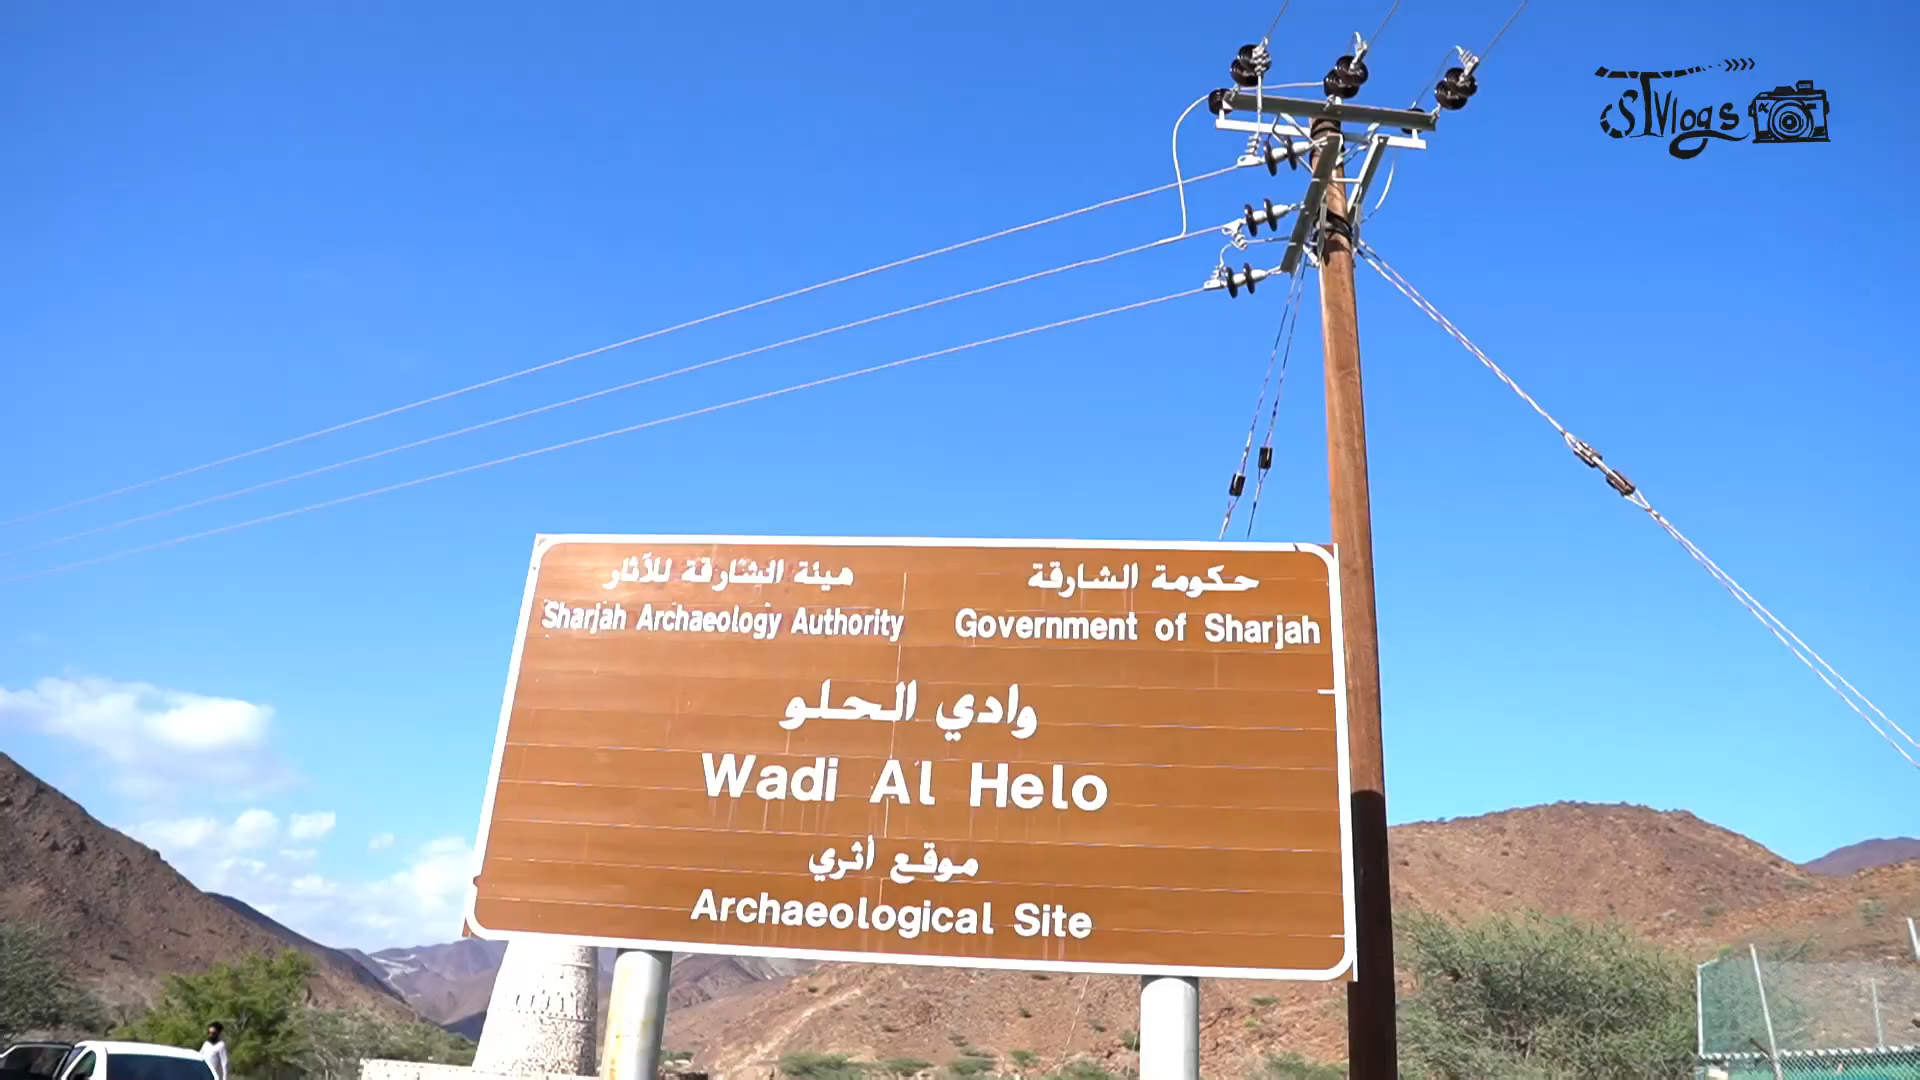 حكومة الشارقة
هيئة الشارقة للآثار
Sharjah Archaeology Authority
Government of Sharjah
وادي الحلو
Wadi Al Helo
موقع أثري
Archaeological Site
STVlogs